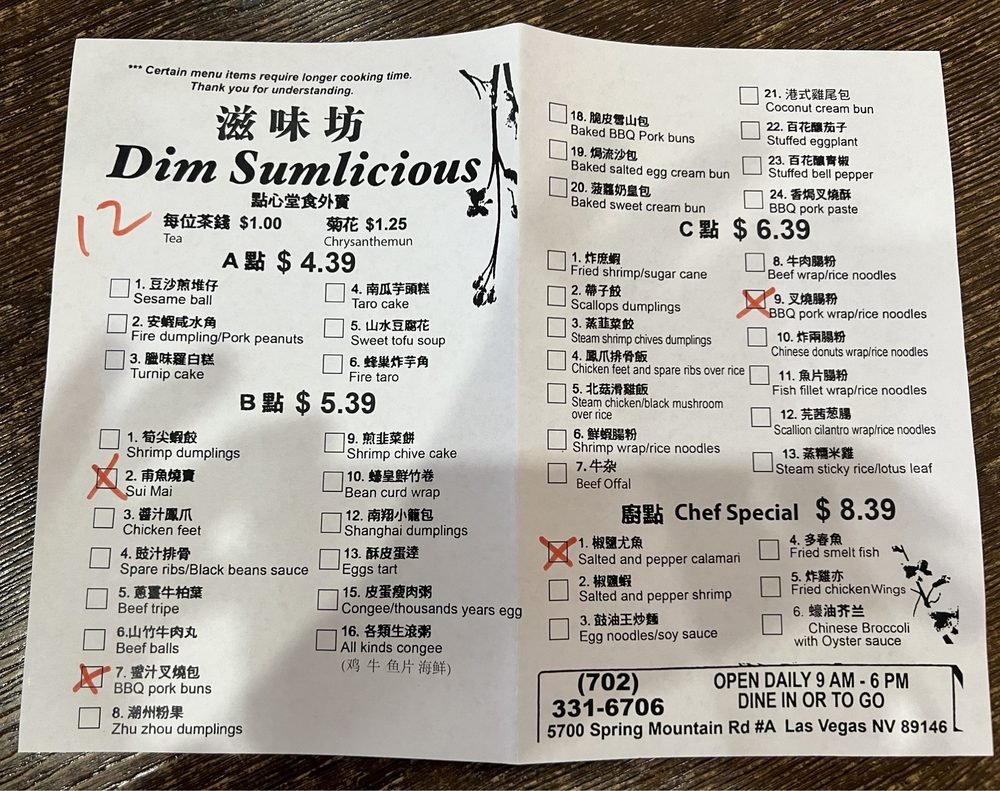 *** Certain menu items require longer cooking time.
Thank you for understanding.
滋味坊
Dim Sumlicious
點心堂食外賣
12
每位茶錢 $1.00
Tea
菊花 $1.25
Chrysanthemun
A 點 $ 4.39
1. 豆沙煎堆仔
Sesame ball
2. 安蝦咸水角
Fire dumpling/Pork peanuts
3. 臘味蘿白糕
Turnip cake
4. 南瓜芋頭糕
Taro cake
5. 山水豆腐花
Sweet tofu soup
6. 蜂巢炸芋角
Fire taro
B 點 $ 5.39
1. 筍尖蝦餃
Shrimp dumplings
2. 甫魚燒賣
Sui Mai
3. 醬汁鳳爪
Chicken feet
4. 豉汁排骨
Spare ribs/Black beans sauce
5. 蔥薑牛柏葉
Beef tripe
6.山竹牛肉丸
Beef balls
7. 蜜汁叉燒包
BBQ pork buns
8. 潮州粉果
Zhu zhou dumplings
9. 煎韭菜餅
Shrimp chive cake
10. 蠔皇鮮竹卷
Bean curd wrap
12. 南翔小籠包
Shanghai dumplings
13. 酥皮蛋撻
Eggs tart
15. 皮蛋瘦肉粥
Congee/thousands years egg
16. 各類生滾粥
All kinds congee
(鸡 牛 鱼片 海鲜)
18. 脆皮雪山包
Baked BBQ Pork buns
19. 焗流沙包
Baked salted egg cream bun
20. 菠蘿奶皇包
Baked sweet cream bun
21. 港式雞尾包
Coconut cream bun
22. 百花釀茄子
Stuffed eggplant
23. 百花釀青椒
Stuffed bell pepper
24. 香焗叉燒酥
BBQ pork paste
C 點 $ 6.39
1. 炸庶蝦
Fried shrimp/sugar cane
2. 帶子餃
Scallops dumplings
3. 蒸韭菜餃
Steam shrimp chives dumplings
4. 鳳爪排骨飯
Chicken feet and spare ribs over rice
5. 北菇滑雞飯
Steam chicken/black mushroom
over rice
6. 鮮蝦腸粉
Shrimp wrap/rice noodles
7. 牛杂
Beef Offal
8. 牛肉腸粉
Beef wrap/rice noodles
9. 叉燒腸粉
BBQ pork wrap/rice noodles
10. 炸兩腸粉
Chinese donuts wrap/rice noodles
11. 魚片腸粉
Fish fillet wrap/rice noodles
12. 芫茜葱腸
Scallion cilantro wrap/rice noodles
13. 蒸糯米雞
Steam sticky rice/lotus leaf
廚點 Chef Special $ 8.39
1. 椒鹽尤魚
Salted and pepper calamari
2. 椒鹽蝦
Salted and pepper shrimp
3. 豉油王炒麵
Egg noodles/soy sauce
4. 多春魚
Fried smelt fish
5. 炸雞亦
Fried chickenWings
6. 蠔油芥兰
Chinese Broccoli
with Oyster sauce
(702)
331-6706
OPEN DAILY 9 AM - 6 PM
DINE IN OR TO GO
5700 Spring Mountain Rd #A Las Vegas NV 89146